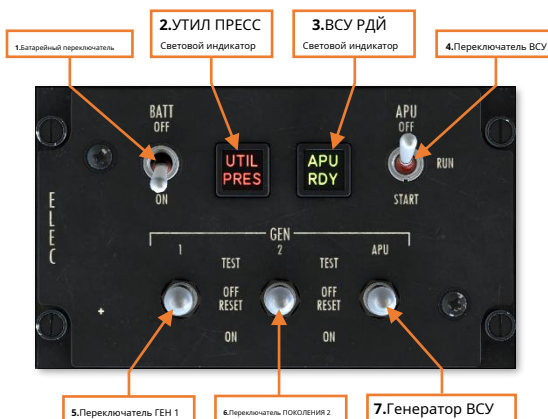 1.Батарейный переключатель
2.УТИЛ ПРЕСС
Световой индикатор
3.ВСУ РДЙ
Световой индикатор
4.Переключатель ВСУ
BATT
OFF
ON
UTIL
PRES
APU
RDY
APU
OFF
RUN
START
ELEC
GEN
1
2
APU
TEST
TEST
OFF
RESET
OFF
RESET
ON
ON
5.Переключатель ГЕН 1
6.Переключатель ПОКОЛЕНИЯ 2
7.Генератор ВСУ